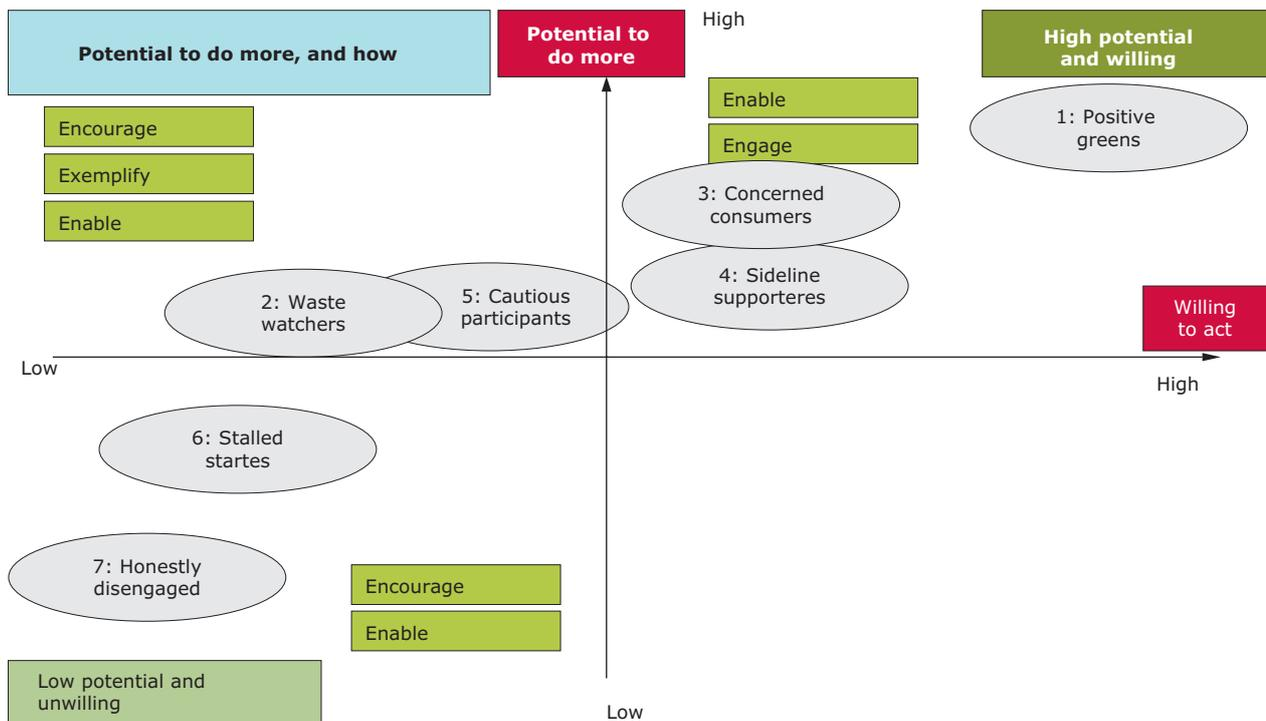 Potential to do more, and how
Potential to
do more
High
High potential
and willing
Encourage
Exemplify
Enable
Enable
Engage
1: Positive
greens
3: Concerned
consumers
4: Sideline
supporteres
2: Waste
watchers
5: Cautious
participants
Willing
to act
Low
High
6: Stalled
startes
7: Honestly
disengaged
Encourage
Enable
Low potential and
unwilling
Low